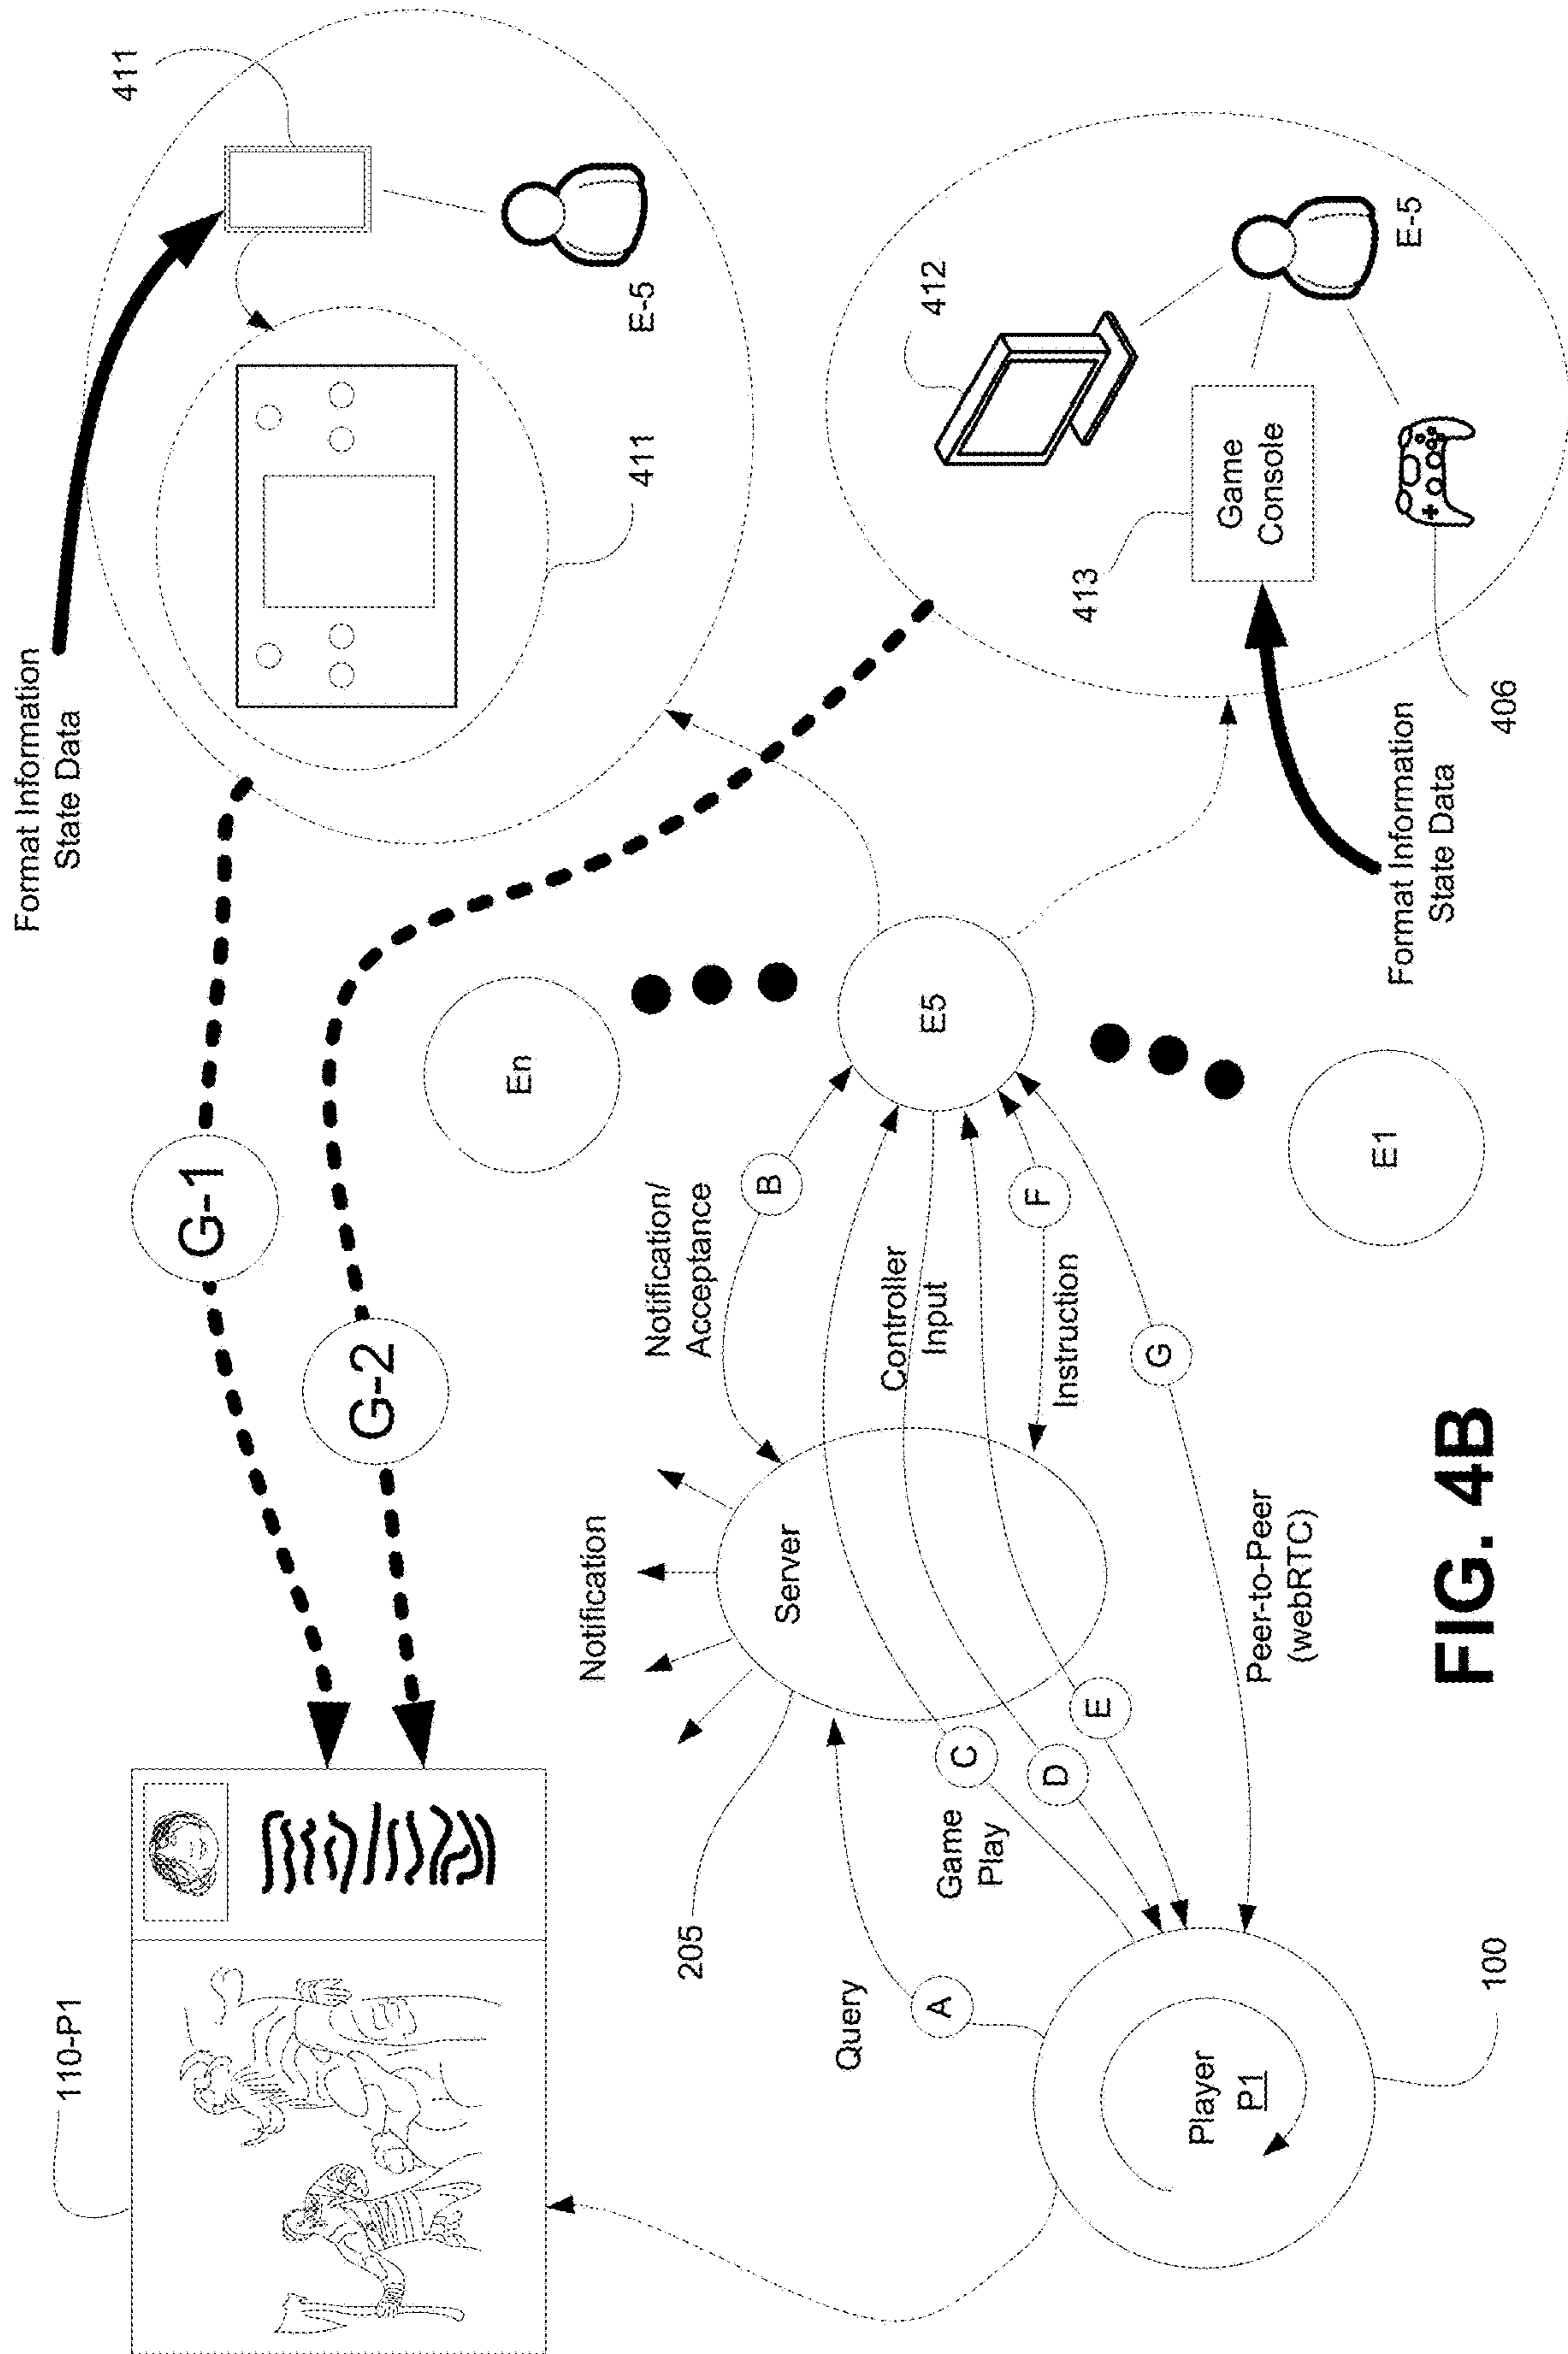 110-P1
G-1
G-2
Format Information
State Data
411
411
E-5
Notification
Notification/
Acceptance
En
412
205
Server
B
Query
A
Game
Play
C
Controller
Input
E5
Game
Console
413
E-5
D
E
F
Instruction
406
Player
P1
G
Peer-to-Peer
(webRTC)
E1
Format Information
State Data
100
FIG. 4B